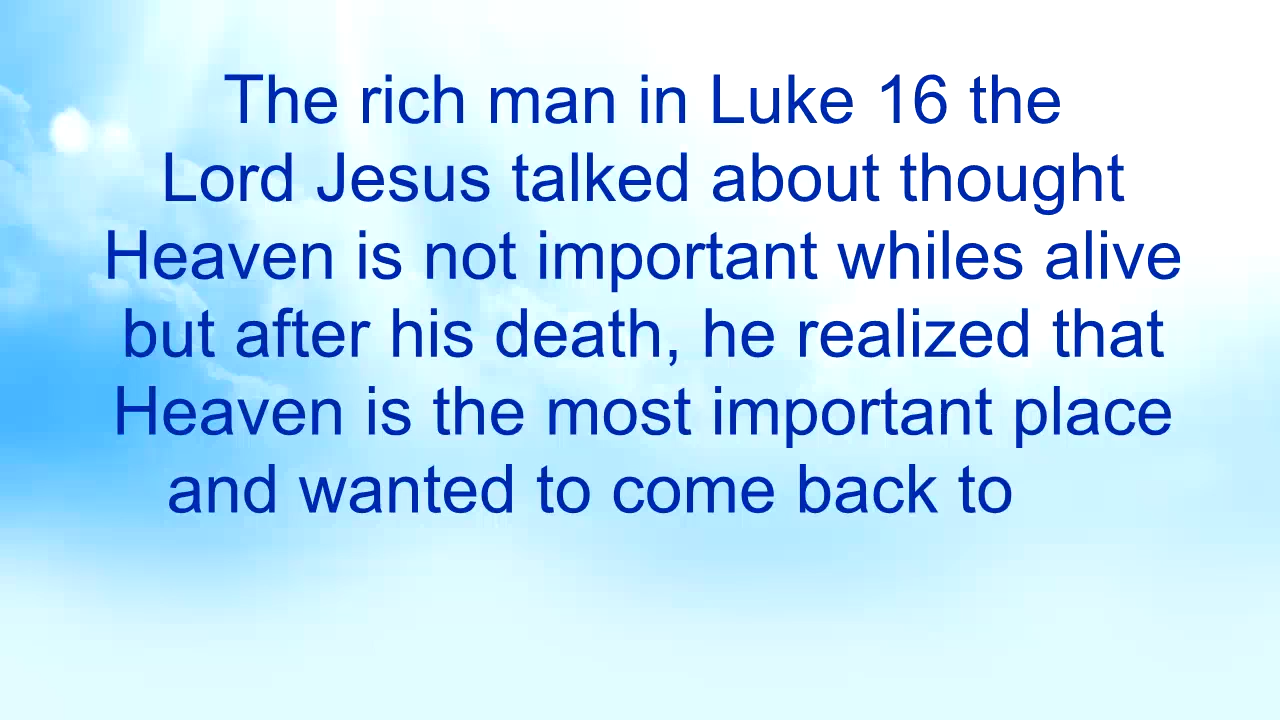 The rich man in Luke 16 the
Lord Jesus talked about thought
Heaven is not important whiles alive
but after his death, he realized that
Heaven is the most important place
and wanted to come back to